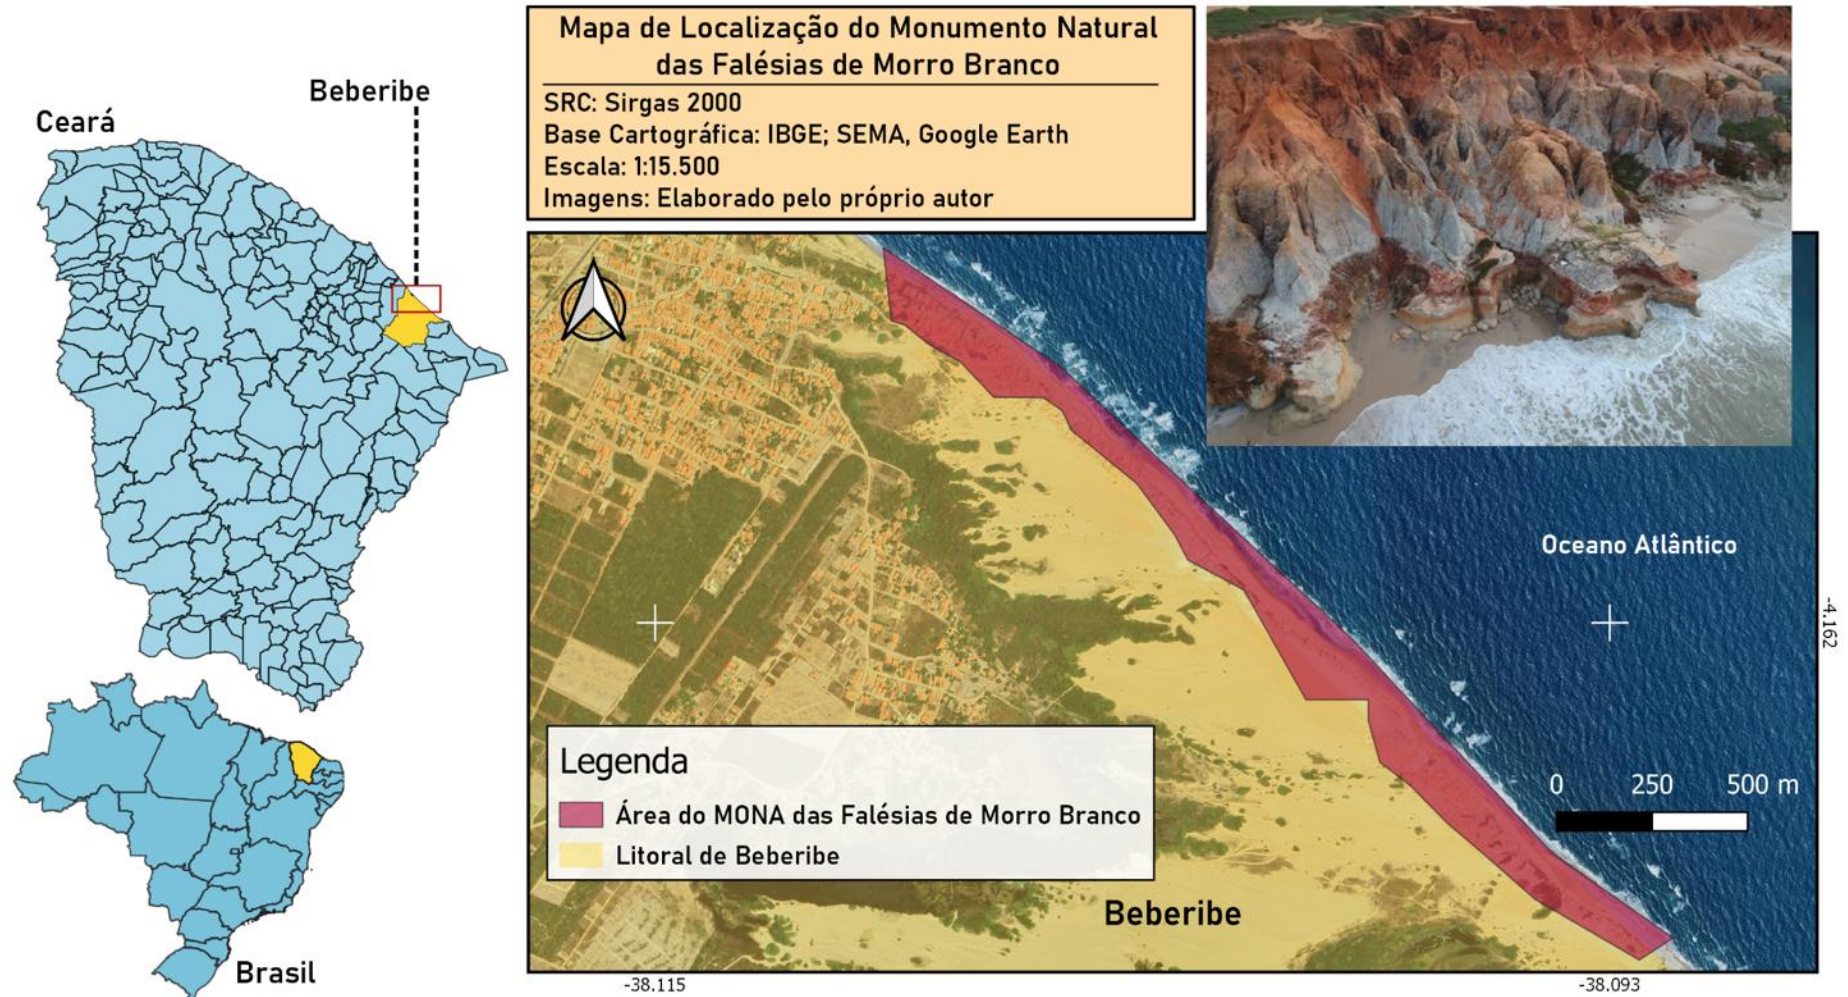 Mapa de Localização do Monumento Natural
das Falésias de Morro Branco
SRC: Sirgas 2000
Base Cartográfica: IBGE; SEMA, Google Earth
Escala: 1:15.500
Imagens: Elaborado pelo próprio autor
Beberibe
Ceará
Oceano Atlântico
-4.162
Legenda
Área do MONA das Falésias de Morro Branco
Litoral de Beberibe
0 250 500 m
Beberibe
Brasil
-38.115
-38.093